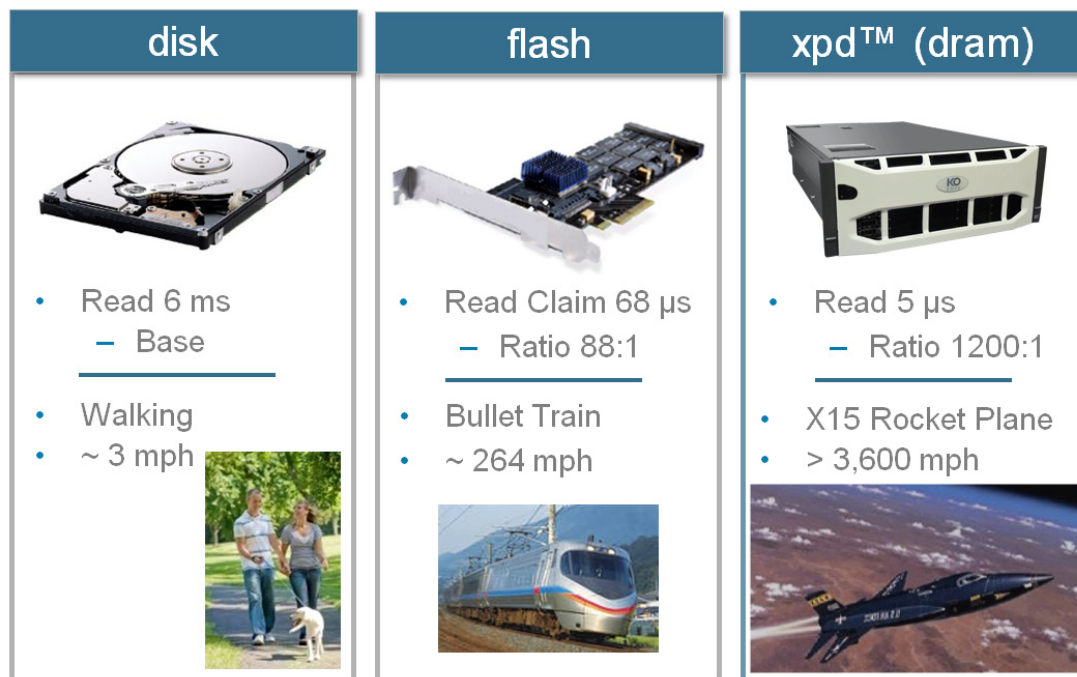 disk
Read 6 ms
– Base
Walking
~ 3 mph
flash
Read Claim 68 µs
– Ratio 88:1
Bullet Train
~ 264 mph
xpd™ (dram)
KO
Read 5 µs
– Ratio 1200:1
X15 Rocket Plane
> 3,600 mph